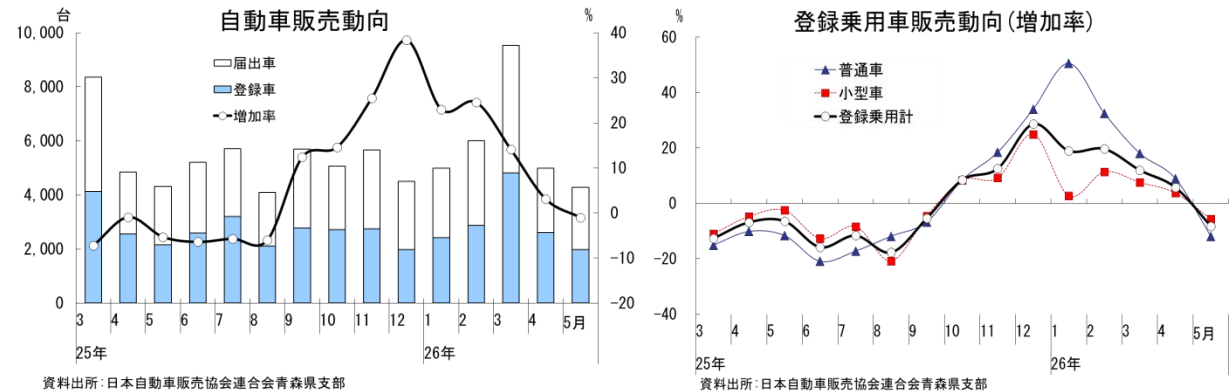 自動車販売動向
台
%
10,000
8,000
6,000
4,000
2,000
0
40
30
20
10
0
-10
-20
届出車
登録車
増加率
3 4 5 6 7 8 9 10 11 12 1 2 3 4 5月
25年 26年
資料出所:日本自動車販売協会連合会青森県支部
登録乗用車販売動向(増加率)
%
60
40
20
0
-20
-40
普通車
小型車
登録乗用計
3 4 5 6 7 8 9 10 11 12 1 2 3 4 5月
25年 26年
資料出所:日本自動車販売協会連合会青森県支部